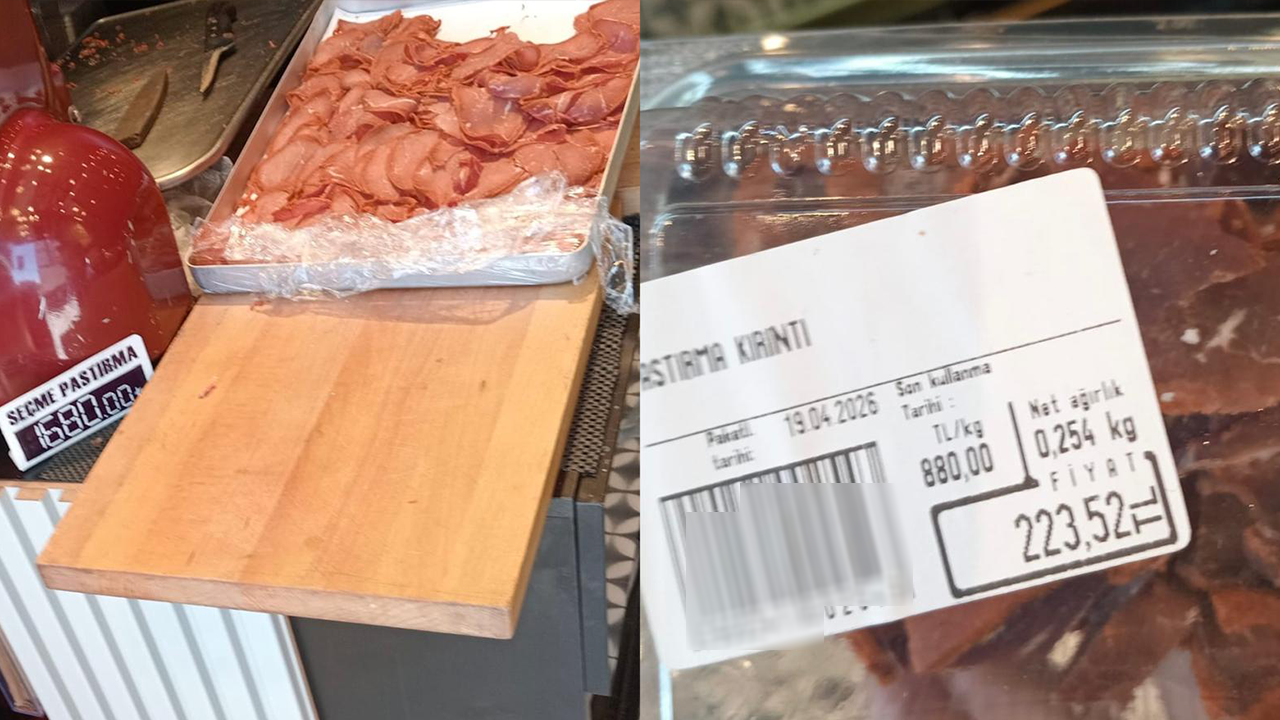 SEÇME PASTIRMA
1680.00
ASTIRMA KIRINTI
Paketl. tarihi:
19.04.2026
Son kullanma Tarihi :
TL/kg
880,00
Net ağırlık
0,254 kg
FİYAT
223,52 TL